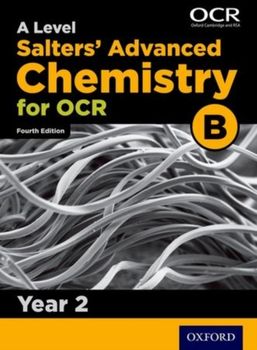 OCR
Oxford Cambridge and RSA
A Level
Salters' Advanced
Chemistry
for OCR
B
Fourth Edition
Year 2
OXFORD